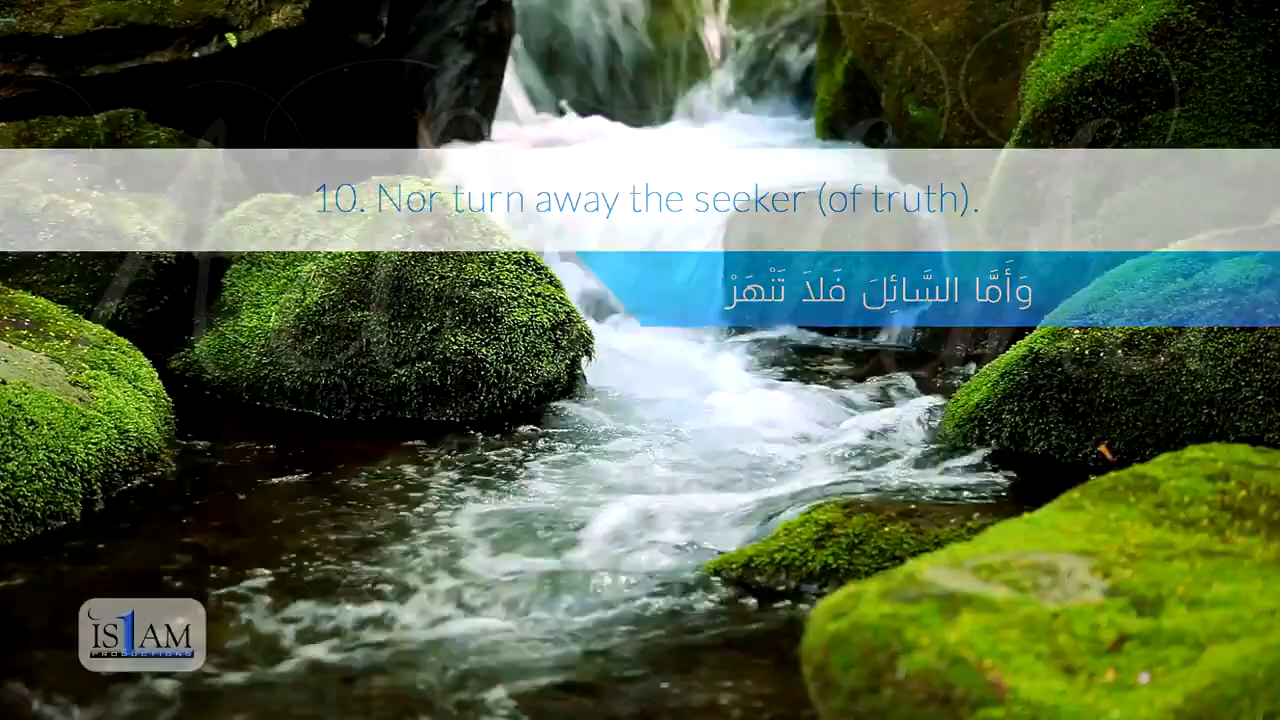 10. Nor turn away the seeker (of truth).
وَأَمَّا السَّائِلَ فَلاَ تَنْهَرْ
IS1AM
PRODUCTIONS